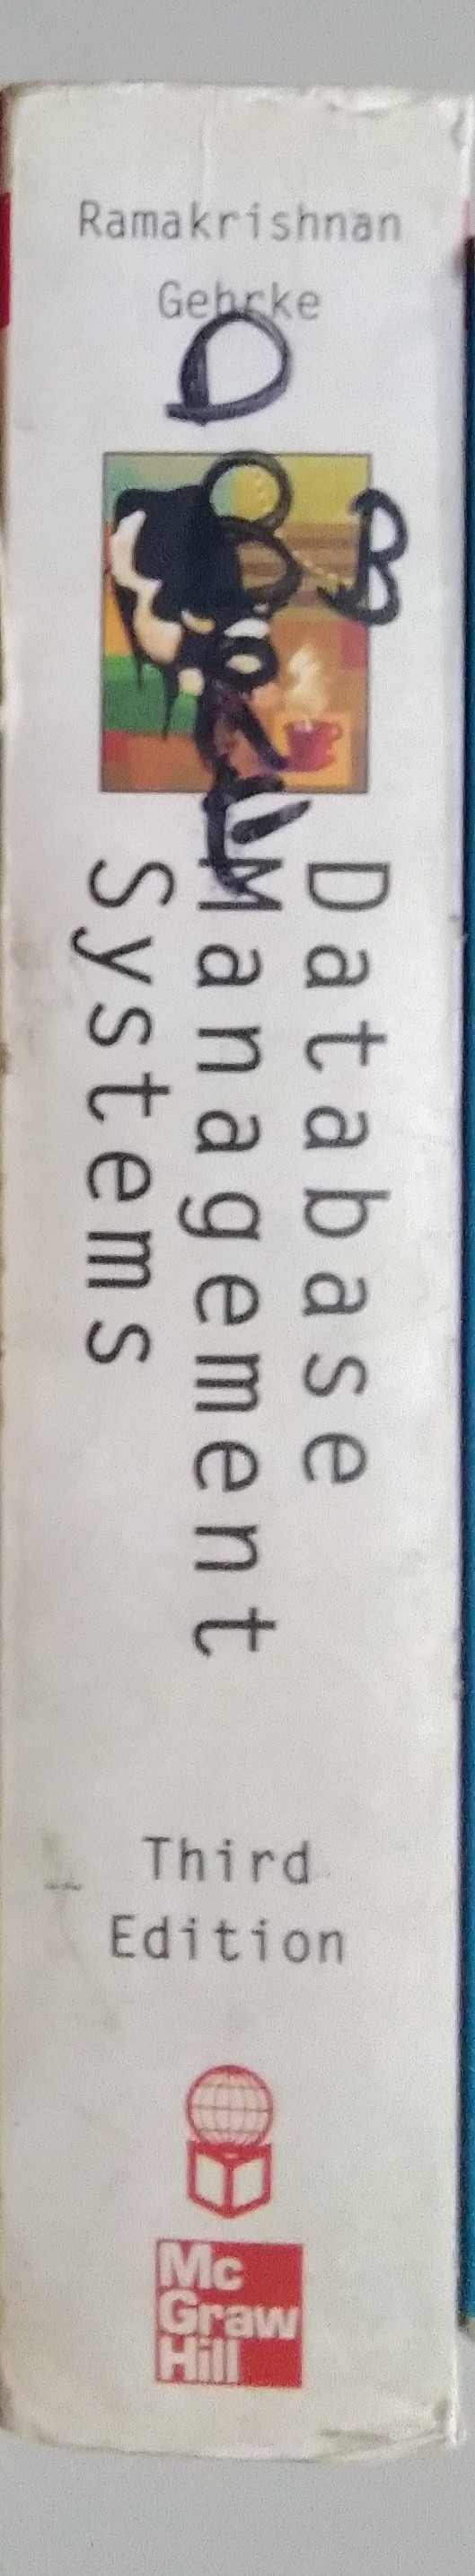 Ramakrishnan
Gehrke
D
B
Database
Management
Systems
Third
Edition
Mc
Graw
Hill